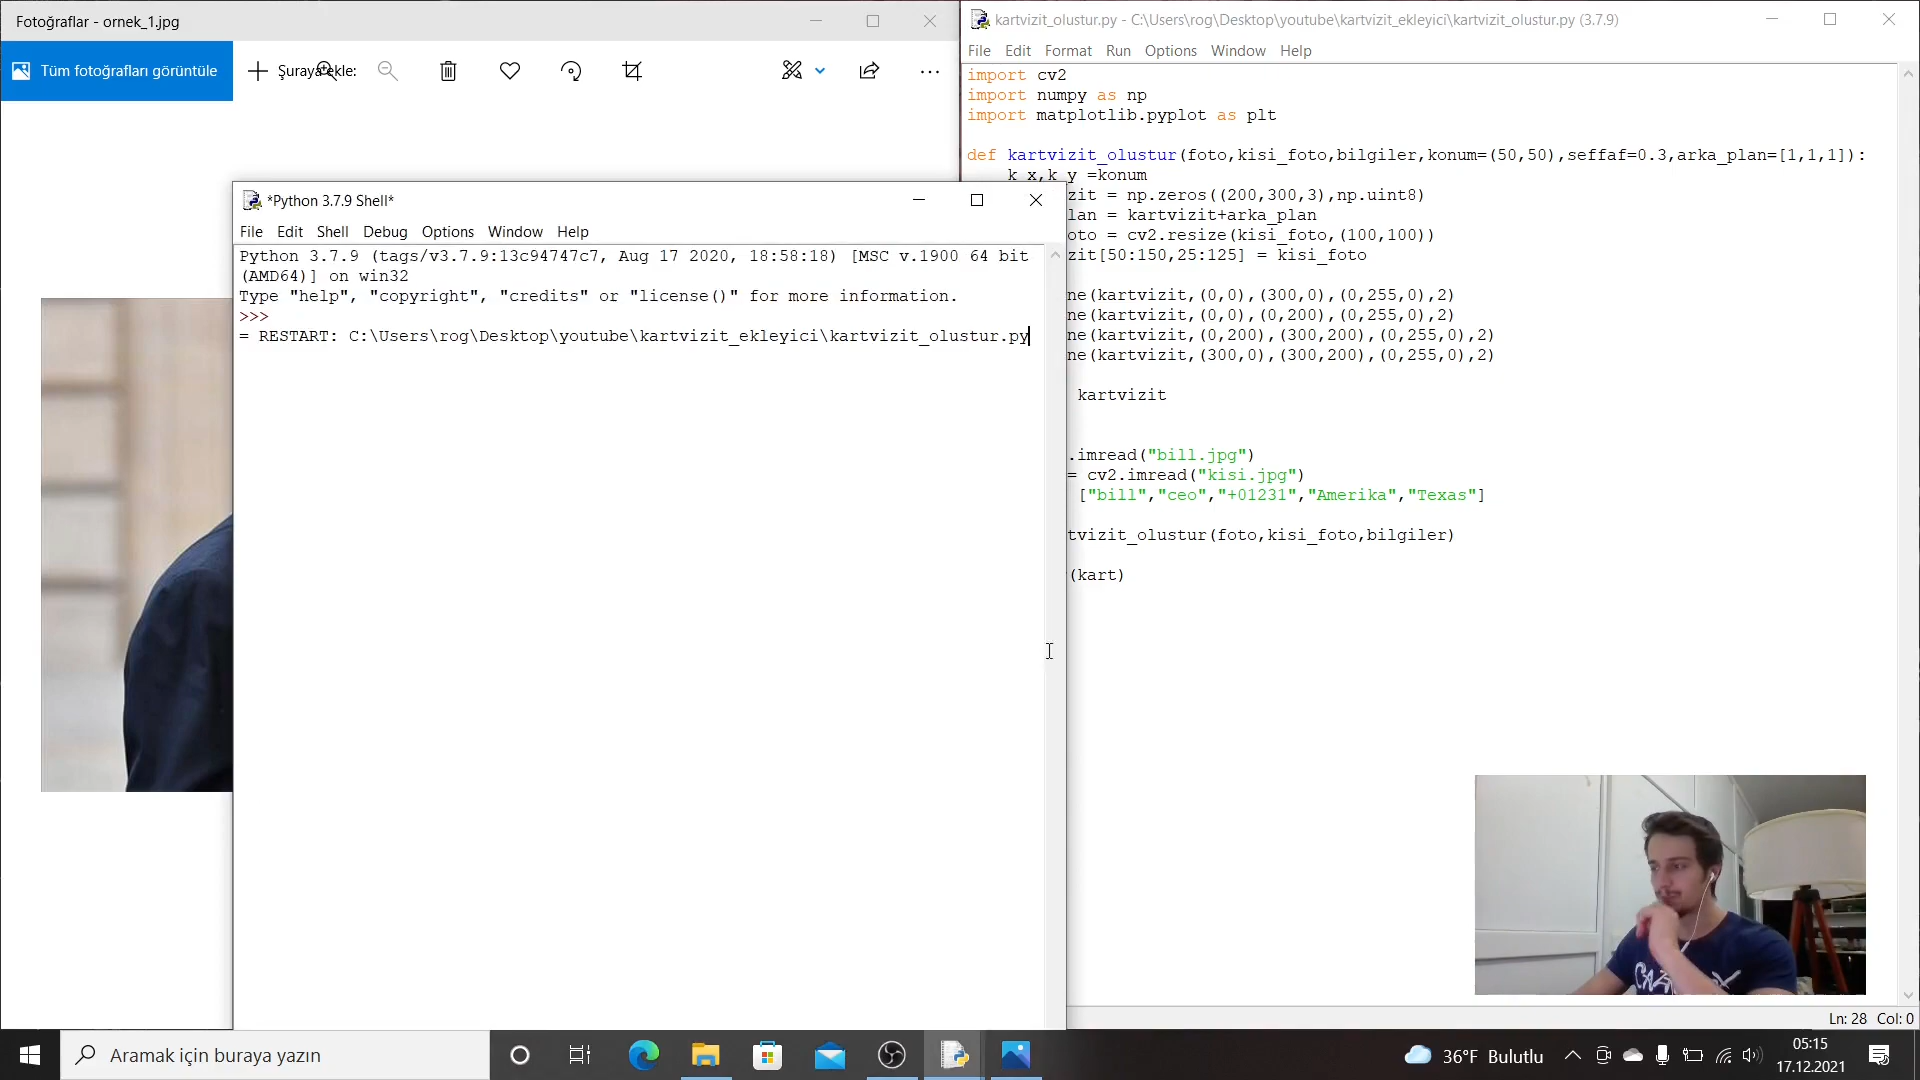 Fotoğraflar - ornek_1.jpg
Tüm fotoğrafları görüntüle
Şuraya ekle:
kartvizit_olustur.py - C:\Users\rog\Desktop\youtube\kartvizit_ekleyici\kartvizit_olustur.py (3.7.9)
File Edit Format Run Options Window Help
import cv2
import numpy as np
import matplotlib.pyplot as plt
def kartvizit_olustur(foto,kisi_foto,bilgiler,konum=(50,50),seffaf=0.3,arka_plan=[1,1,1]):
k_x,k_y =konum
zit = np.zeros((200,300,3),np.uint8)
lan = kartvizit+arka_plan
oto = cv2.resize(kisi_foto,(100,100))
zit[50:150,25:125] = kisi_foto
ne(kartvizit,(0,0),(300,0),(0,255,0),2)
ne(kartvizit,(0,0),(0,200),(0,255,0),2)
ne(kartvizit,(0,200),(300,200),(0,255,0),2)
ne(kartvizit,(300,0),(300,200),(0,255,0),2)
kartvizit
.imread("bill.jpg")
= cv2.imread("kisi.jpg")
["bill","ceo","+01231","Amerika","Texas"]
tvizit_olustur(foto,kisi_foto,bilgiler)
(kart)
Ln: 28 Col: 0
*Python 3.7.9 Shell*
File Edit Shell Debug Options Window Help
Python 3.7.9 (tags/v3.7.9:13c94747c7, Aug 17 2020, 18:58:18) [MSC v.1900 64 bit
(AMD64)] on win32
Type "help", "copyright", "credits" or "license()" for more information.
>>>
= RESTART: C:\Users\rog\Desktop\youtube\kartvizit_ekleyici\kartvizit_olustur.py
Aramak için buraya yazın
36°F Bulutlu
05:15
17.12.2021